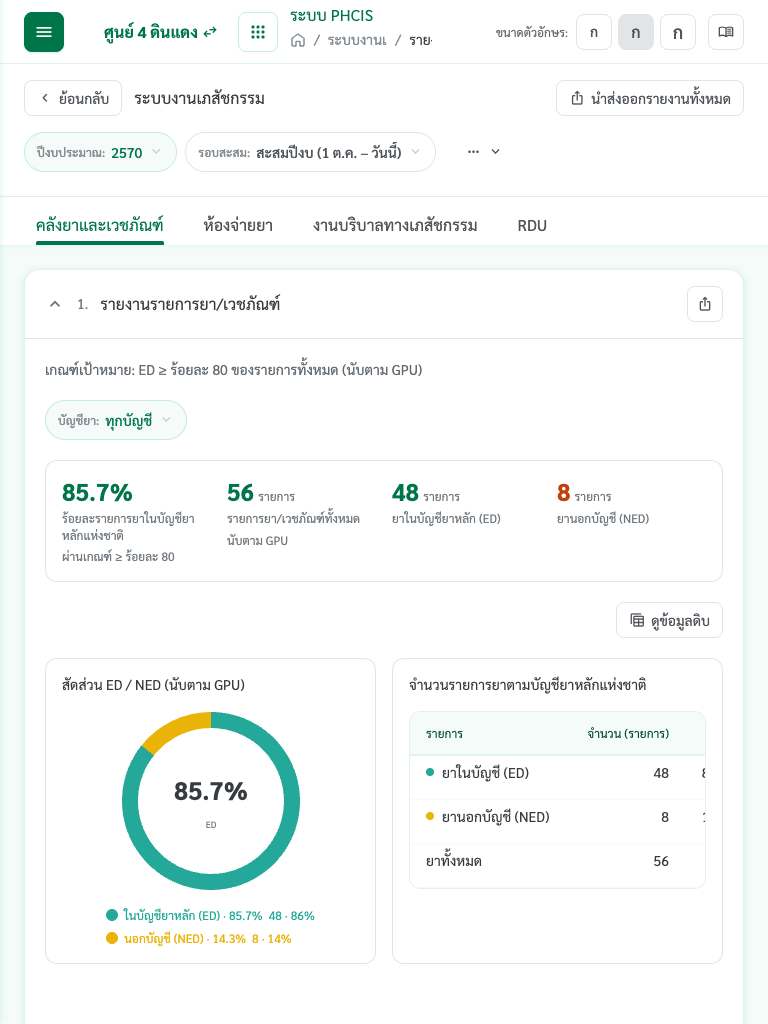 ศูนย์ 4 ดินแดง
ระบบ PHCIS
/ ระบบงานเ / ราย
ขนาดตัวอักษร: ก ก ก
ย้อนกลับ
ระบบงานเภสัชกรรม
นำส่งออกรายงานทั้งหมด
ปีงบประมาณ: 2570
รอบสะสม: สะสมปีงบ (1 ต.ค. – วันนี้)
...
คลังยาและเวชภัณฑ์
ห้องจ่ายยา
งานบริบาลทางเภสัชกรรม
RDU
1. รายงานรายการยา/เวชภัณฑ์
เกณฑ์เป้าหมาย: ED ≥ ร้อยละ 80 ของรายการทั้งหมด (นับตาม GPU)
บัญชียา: ทุกบัญชี
85.7%
ร้อยละรายการยาในบัญชียา
หลักแห่งชาติ
ผ่านเกณฑ์ ≥ ร้อยละ 80
56 รายการ
รายการยา/เวชภัณฑ์ทั้งหมด
นับตาม GPU
48 รายการ
ยาในบัญชียาหลัก (ED)
8 รายการ
ยานอกบัญชี (NED)
ดูข้อมูลดิบ
สัดส่วน ED / NED (นับตาม GPU)
85.7%
ED
ในบัญชียาหลัก (ED) · 85.7% 48 · 86%
นอกบัญชี (NED) · 14.3% 8 · 14%
จำนวนรายการยาตามบัญชียาหลักแห่งชาติ
รายการ จำนวน (รายการ)
ยาในบัญชี (ED) 48
ยานอกบัญชี (NED) 8
ยาทั้งหมด 56